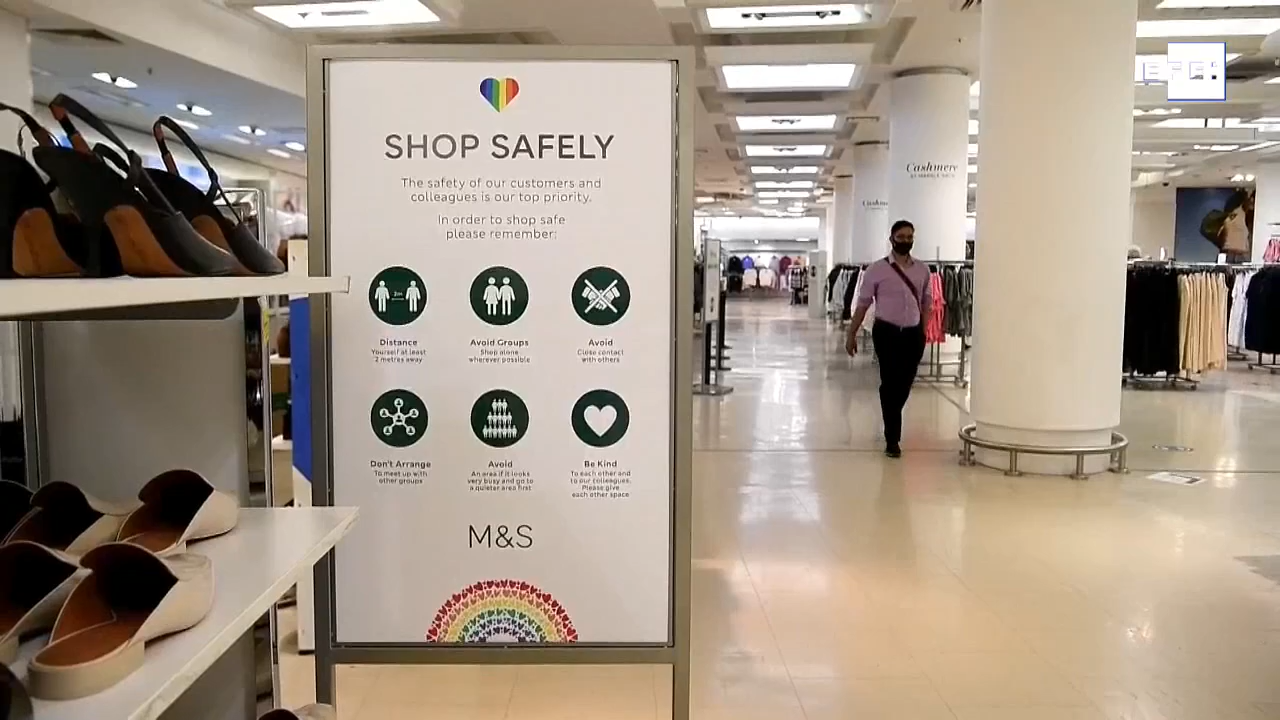 SHOP SAFELY
The safety of our customers and
colleagues is our top priority.
In order to shop safe
please remember:
2m
Distance
Yourself at least
2 metres away
Avoid Groups
Shop alone
wherever possible
Avoid
Close contact
with others
Don't Arrange
To meet up with
other groups
Avoid
An area if it looks
very busy and go to
a quieter area first
Be Kind
To each other and
to our colleagues.
Please give
each other space
M&S
Cashmere
EFE: